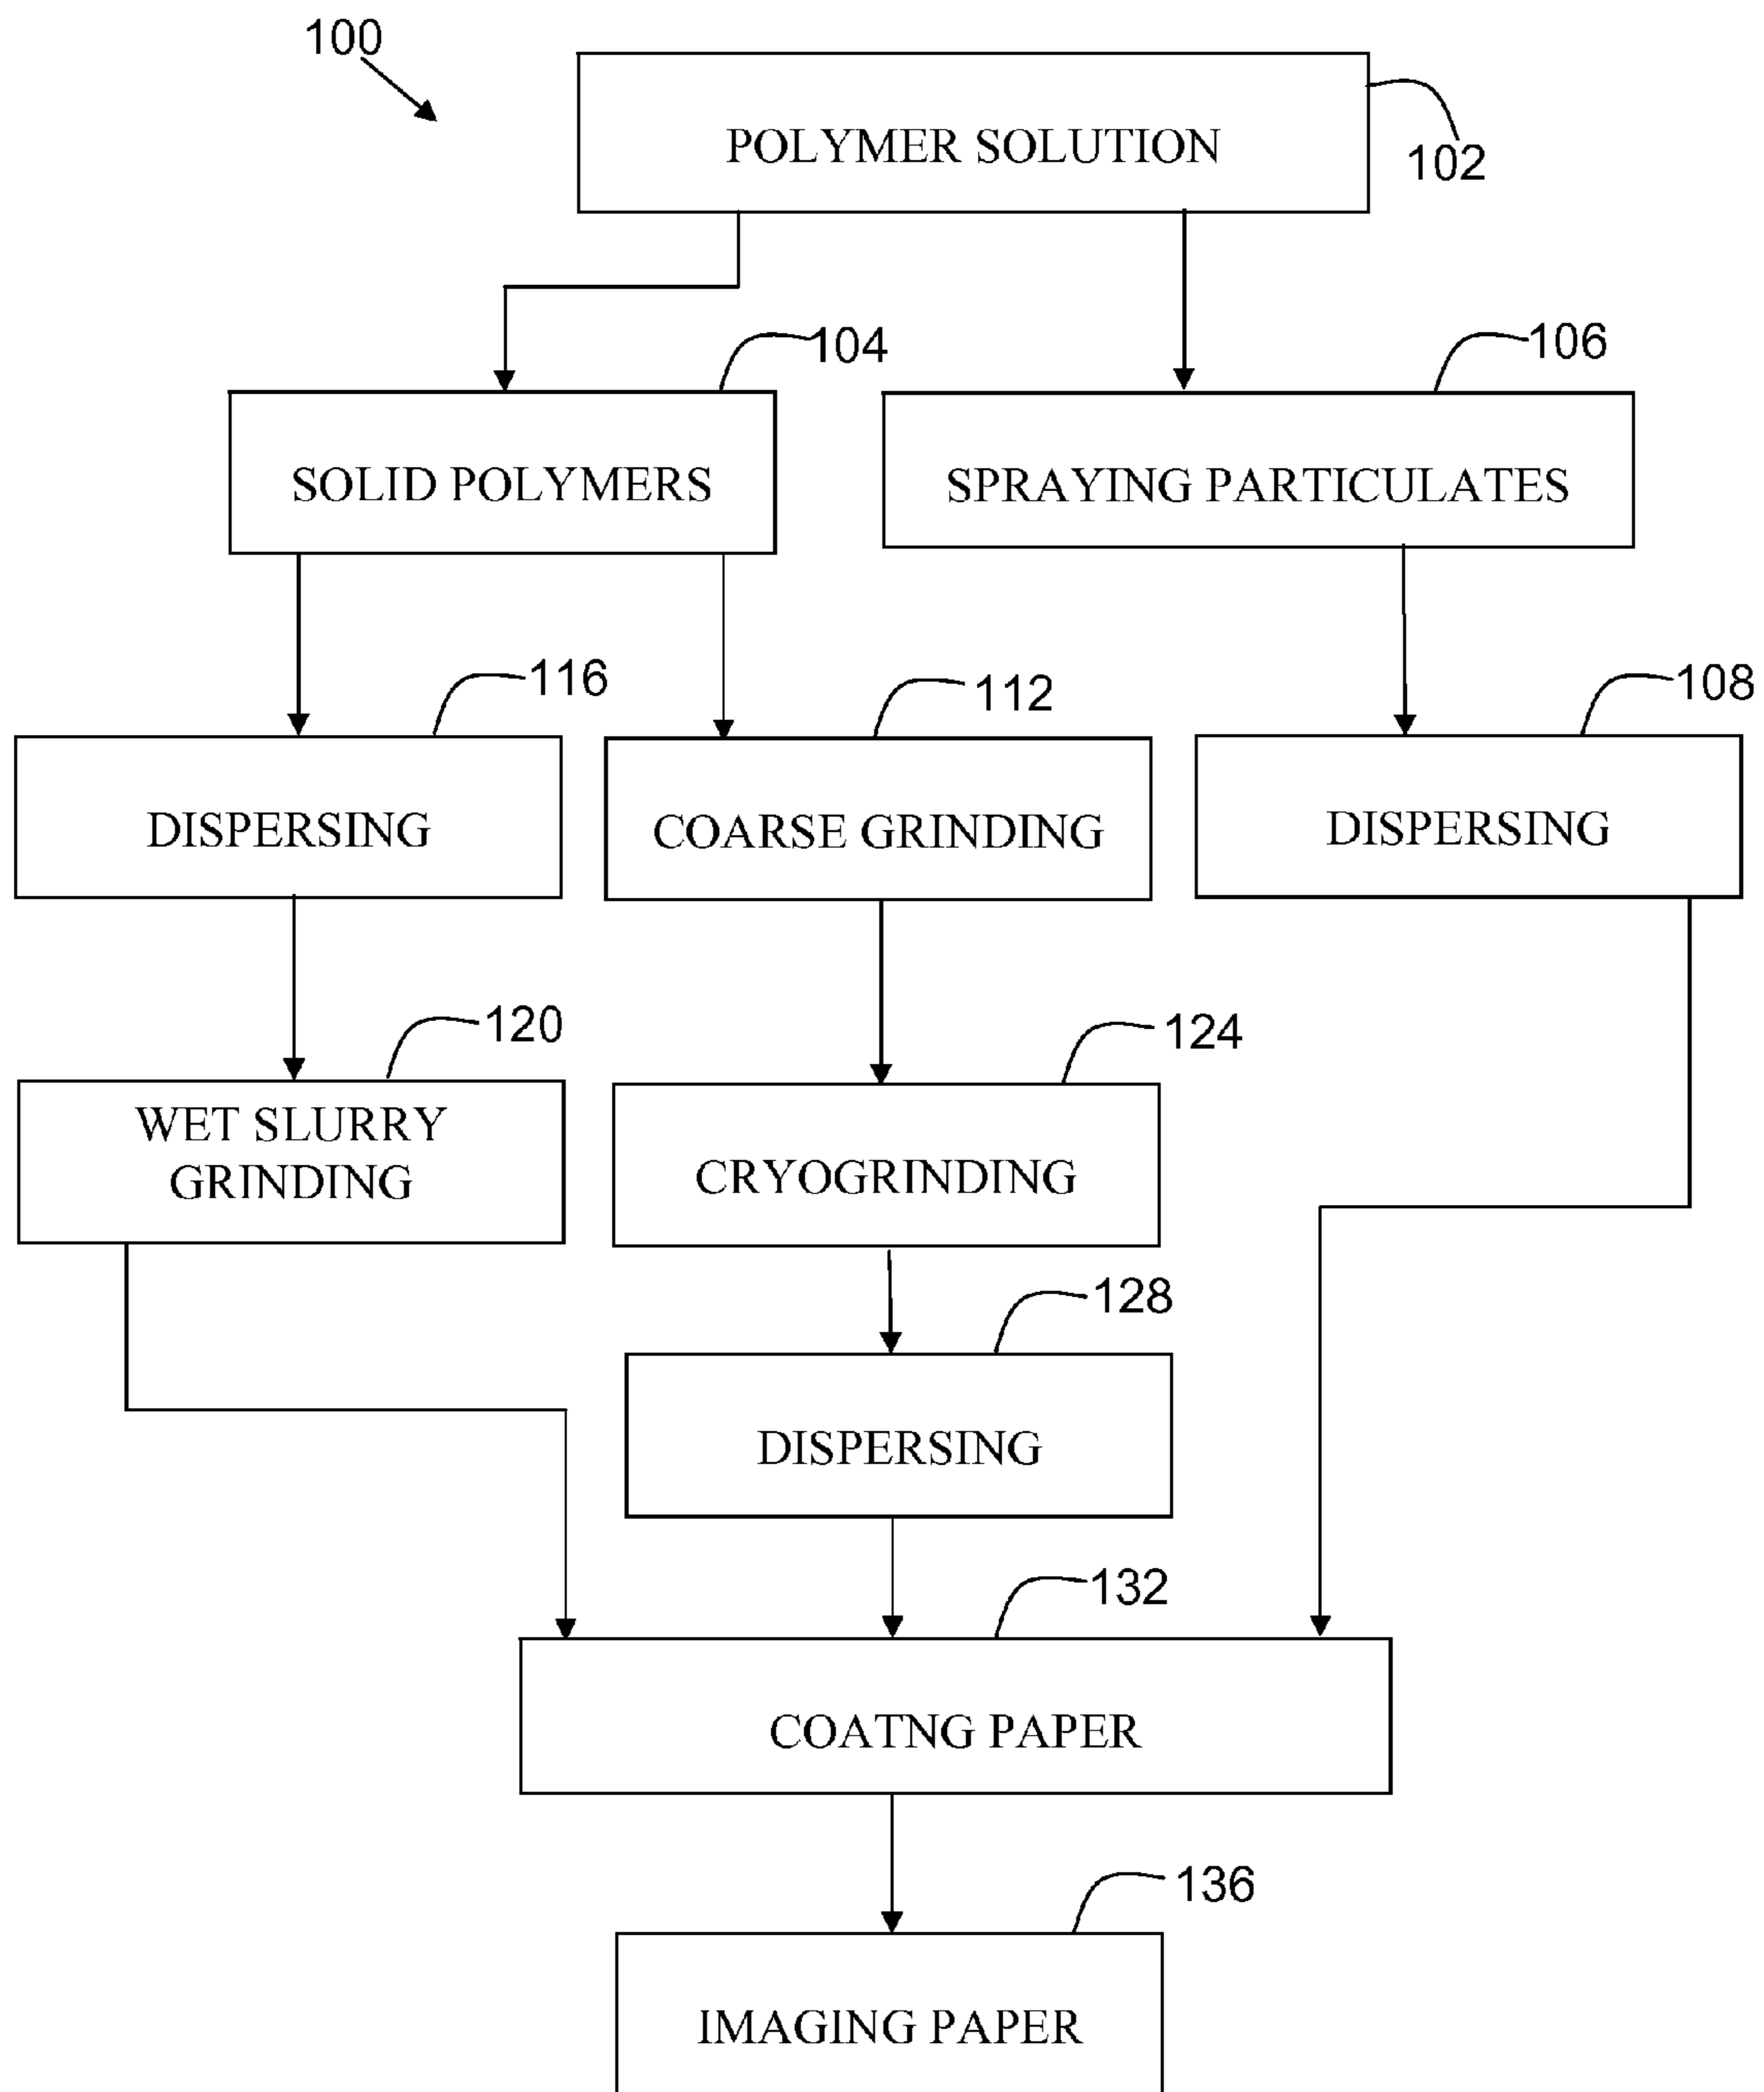 100
POLYMER SOLUTION
102
104
106
SOLID POLYMERS
SPRAYING PARTICULATES
116
112
108
DISPERSING
COARSE GRINDING
DISPERSING
120
124
WET SLURRY
GRINDING
CRYOGRINDING
128
DISPERSING
132
COATNG PAPER
136
IMAGING PAPER